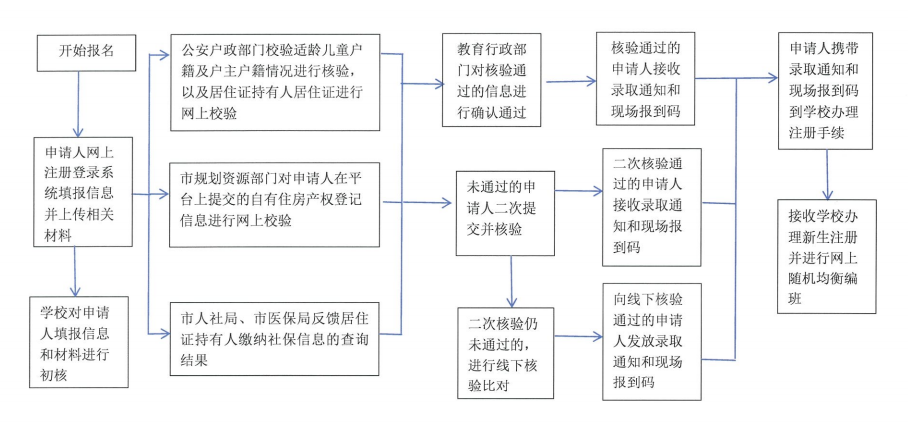 开始报名
申请人网上
注册登录系
统填报信息
并上传相关
材料
学校对申请
人填报信息
和材料进行
初核
公安户政部门校验适龄儿童户
籍及户主户籍情况进行核验，
以及居住证持有人居住证进行
网上校验
市规划资源部门对申请人在平
台上提交的自有住房产权登记
信息进行网上校验
市人社局、市医保局反馈居住
证持有人缴纳社保信息的查询
结果
教育行政部
门对核验通
过的信息进
行确认通过
未通过的申
请人二次提
交并核验
二次核验仍
未通过的，
进行线下核
验比对
核验通过的
申请人接收
录取通知和
现场报到码
二次核验通
过的申请人
接收录取通
知和现场报
到码
向线下核验
通过的申请
人发放录取
通知和现场
报到码
申请人携带
录取通知和
现场报到码
到学校办理
注册手续
接收学校办
理新生注册
并进行网上
随机均衡编
班